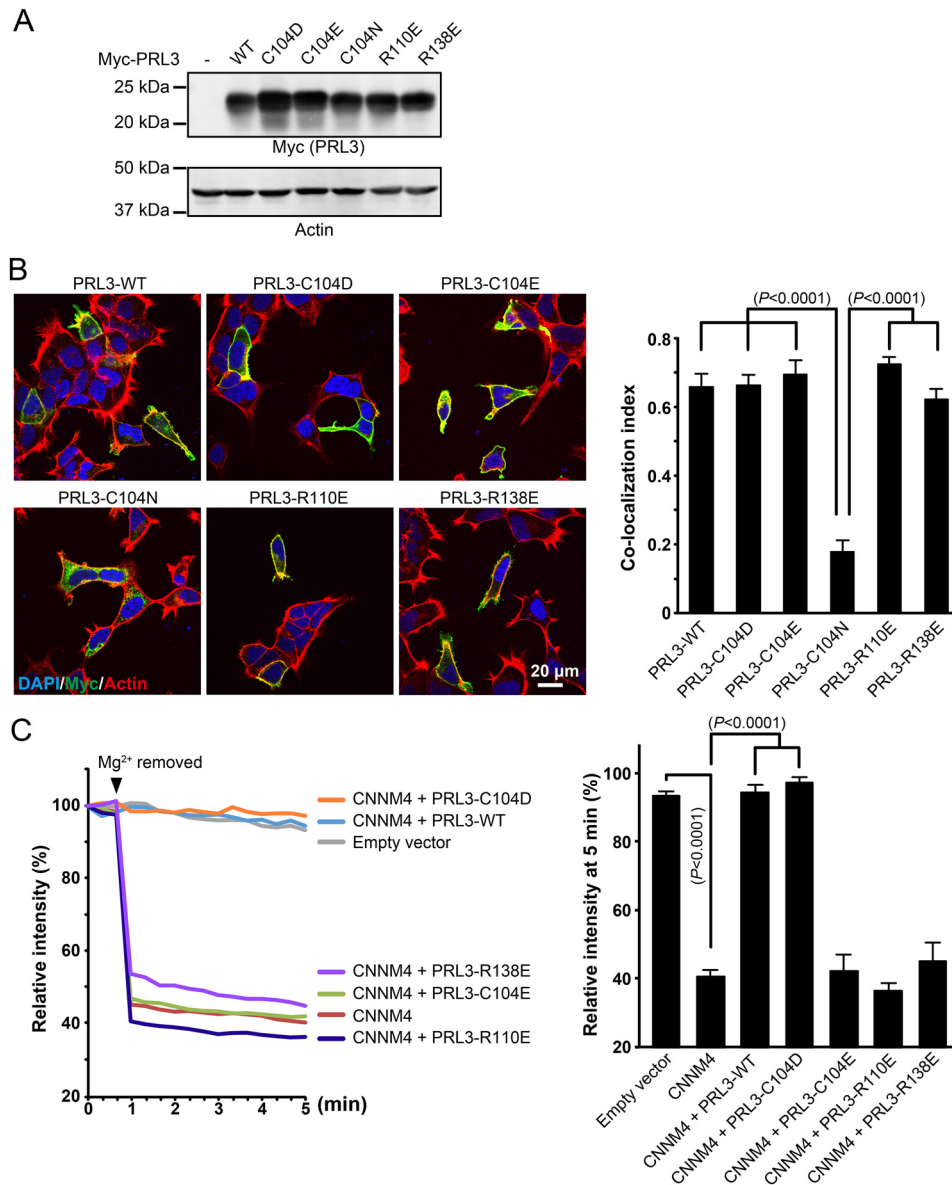 A
Myc-PRL3
-
WT
C104D
C104E
C104N
R110E
R138E
25 kDa
20 kDa
Myc (PRL3)
50 kDa
37 kDa
Actin
B
PRL3-WT
PRL3-C104D
PRL3-C104E
PRL3-C104N
PRL3-R110E
PRL3-R138E
DAPI/Myc/Actin
20 µm
(P<0.0001)
(P<0.0001)
Co-localization index
0.8
0.6
0.4
0.2
0
PRL3-WT
PRL3-C104D
PRL3-C104E
PRL3-C104N
PRL3-R110E
PRL3-R138E
C
Mg²⁺ removed
Relative intensity (%)
100
80
60
40
20
0
1
2
3
4
5
(min)
CNNM4 + PRL3-C104D
CNNM4 + PRL3-WT
Empty vector
CNNM4 + PRL3-R138E
CNNM4 + PRL3-C104E
CNNM4
CNNM4 + PRL3-R110E
(P<0.0001)
(P<0.0001)
Relative intensity at 5 min (%)
100
80
60
40
20
Empty vector
CNNM4
CNNM4 + PRL3-WT
CNNM4 + PRL3-C104D
CNNM4 + PRL3-C104E
CNNM4 + PRL3-R110E
CNNM4 + PRL3-R138E